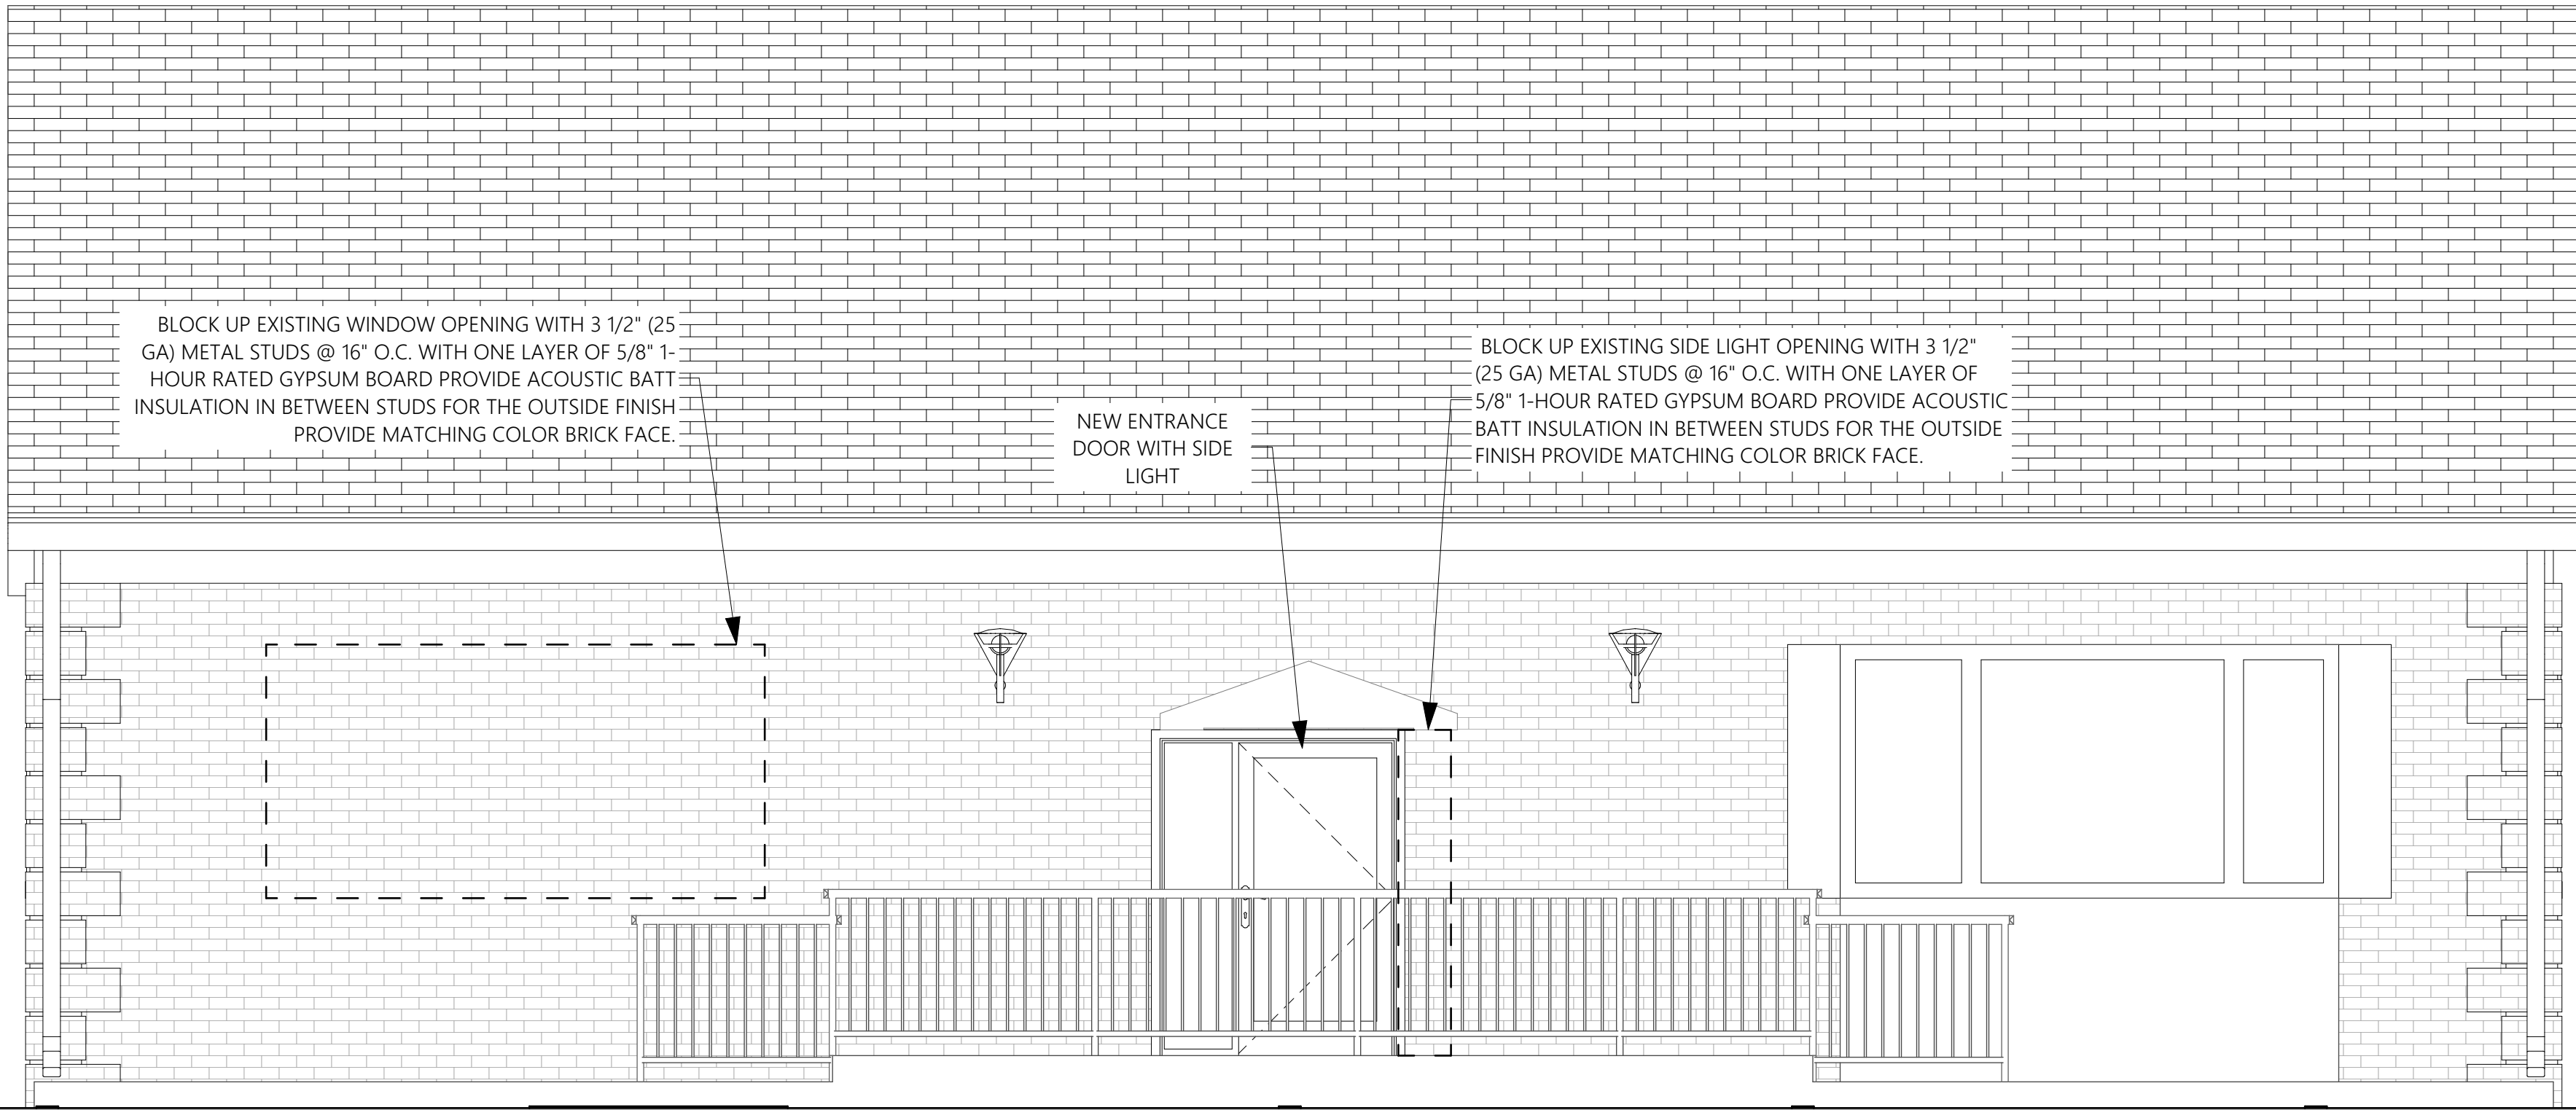 BLOCK UP EXISTING WINDOW OPENING WITH 3 1/2" (25
GA) METAL STUDS @ 16" O.C. WITH ONE LAYER OF 5/8" 1-
HOUR RATED GYPSUM BOARD PROVIDE ACOUSTIC BATT
INSULATION IN BETWEEN STUDS FOR THE OUTSIDE FINISH
PROVIDE MATCHING COLOR BRICK FACE.
NEW ENTRANCE
DOOR WITH SIDE
LIGHT
BLOCK UP EXISTING SIDE LIGHT OPENING WITH 3 1/2"
(25 GA) METAL STUDS @ 16" O.C. WITH ONE LAYER OF
5/8" 1-HOUR RATED GYPSUM BOARD PROVIDE ACOUSTIC
BATT INSULATION IN BETWEEN STUDS FOR THE OUTSIDE
FINISH PROVIDE MATCHING COLOR BRICK FACE.